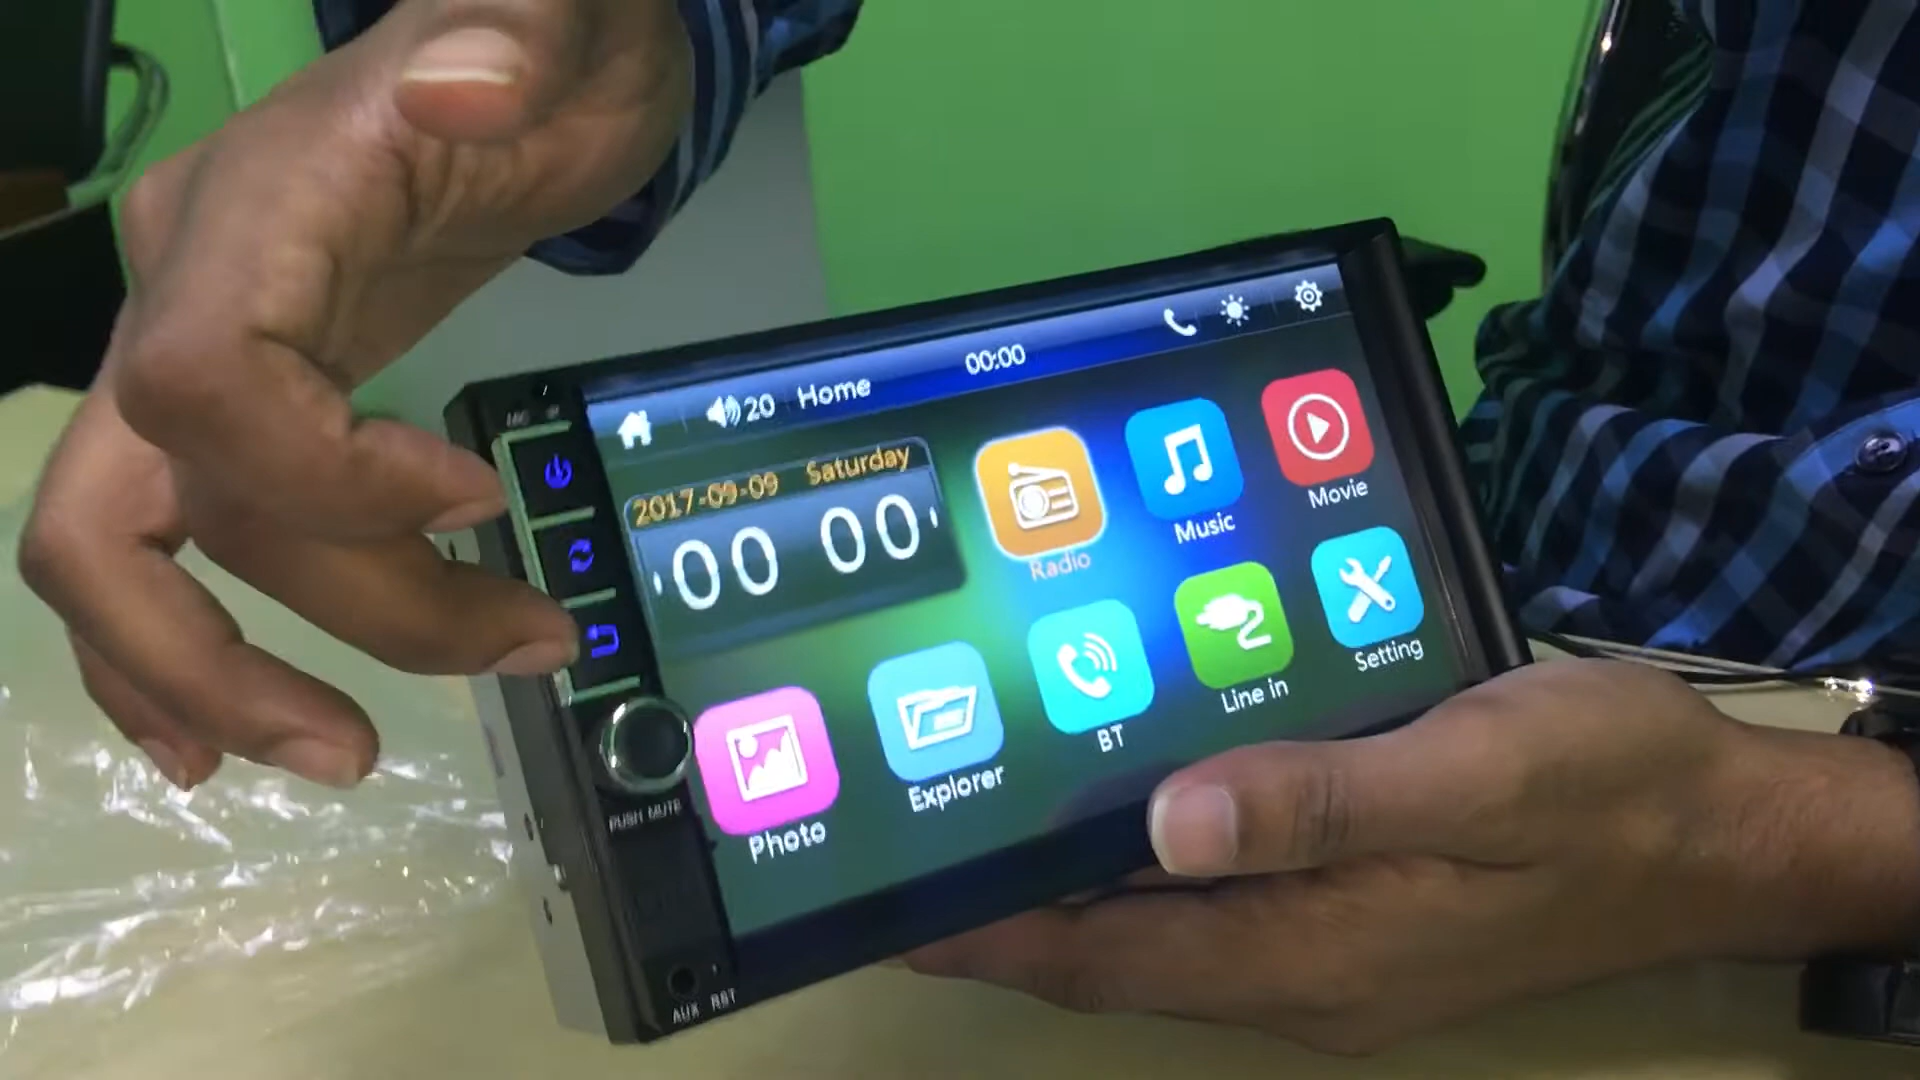 MIC
20 Home 00:00
2017-09-09 Saturday
00 00
Radio
Music
Movie
Photo
Explorer
BT
Line in
Setting
PUSH MUTE
AUX RST